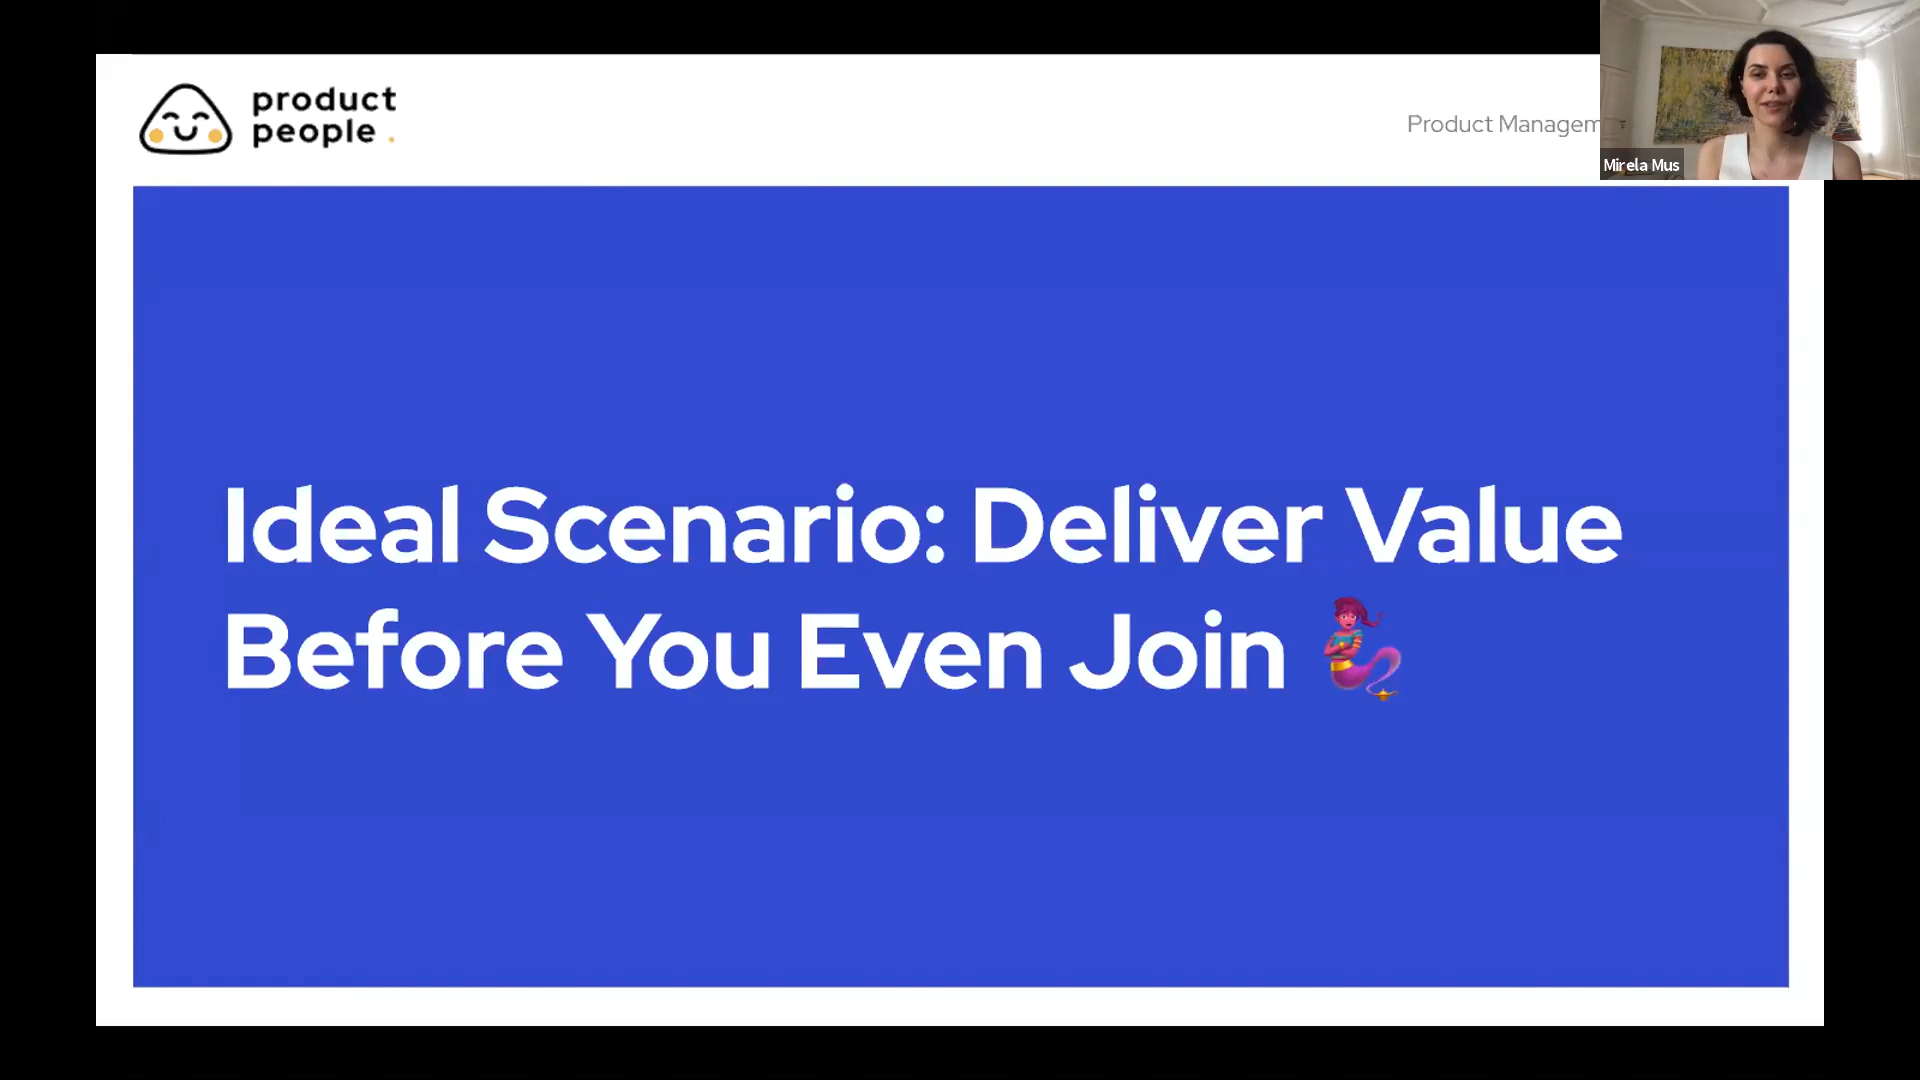 product
people.
Product Managem
Mirela Mus
Ideal Scenario: Deliver Value
Before You Even Join 🧞‍♀️